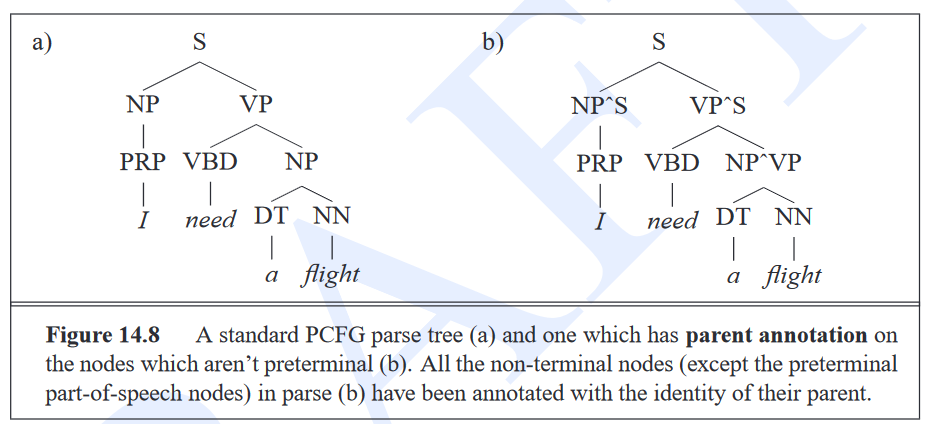 a) S b) S
NP VP NP^S VP^S
PRP VBD NP PRP VBD NP^VP
I need DT NN I need DT NN
a flight a flight
Figure 14.8 A standard PCFG parse tree (a) and one which has parent annotation on
the nodes which aren't preterminal (b). All the non-terminal nodes (except the preterminal
part-of-speech nodes) in parse (b) have been annotated with the identity of their parent.